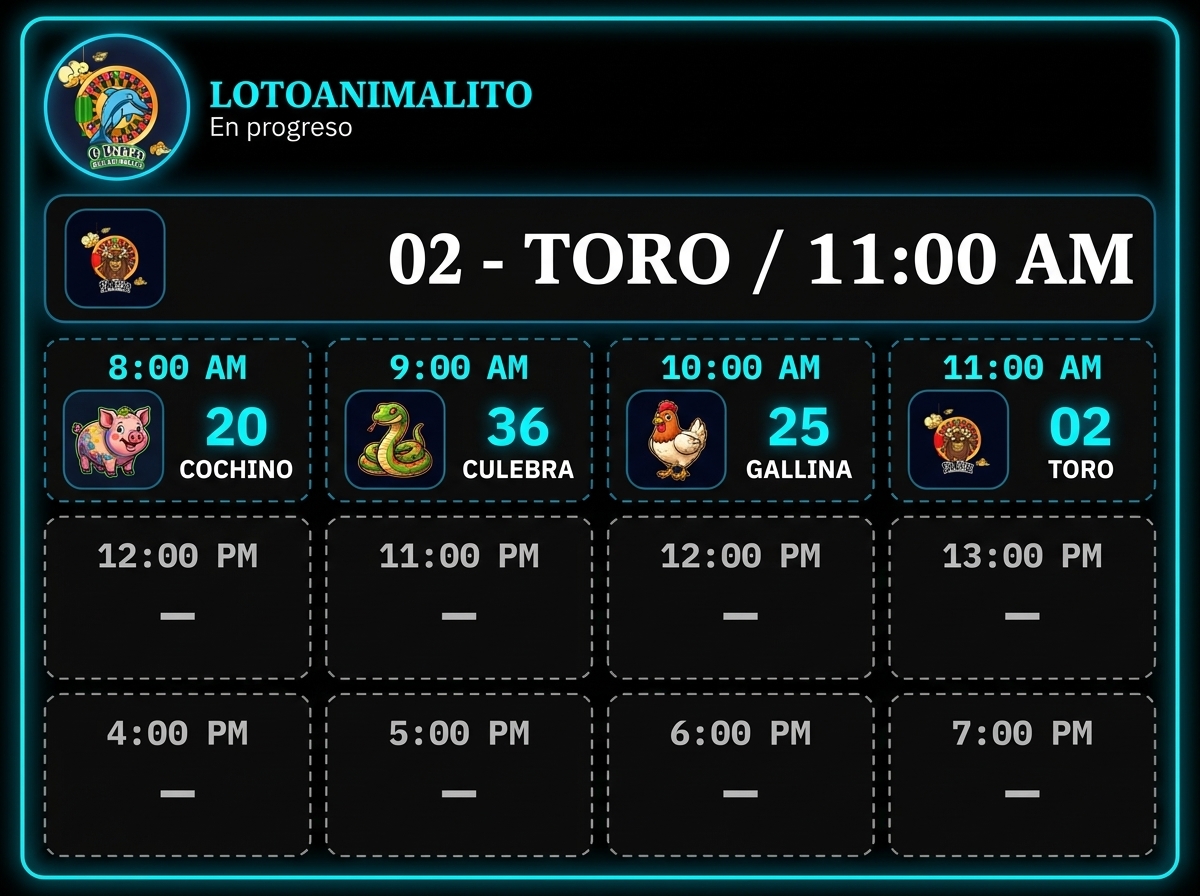 LOTOANIMALITO
En progreso
02 - TORO / 11:00 AM
8:00 AM
20
COCHINO
9:00 AM
36
CULEBRA
10:00 AM
25
GALLINA
11:00 AM
02
TORO
12:00 PM
—
11:00 PM
—
12:00 PM
—
13:00 PM
—
4:00 PM
—
5:00 PM
—
6:00 PM
—
7:00 PM
—